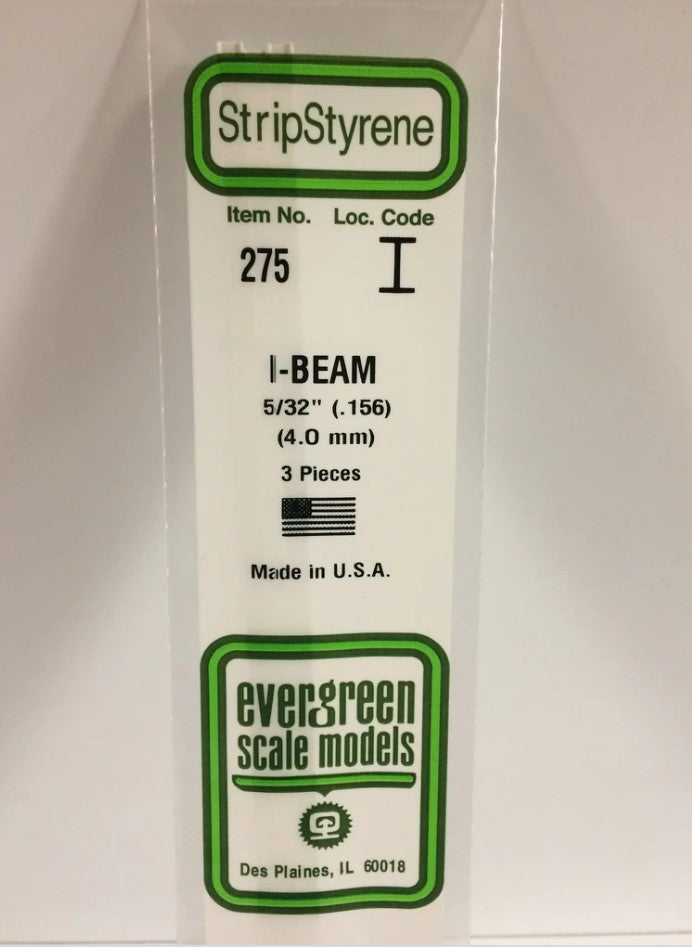 StripStyrene
Item No. Loc. Code
275 I
I-BEAM
5/32" (.156)
(4.0 mm)
3 Pieces
Made in U.S.A.
evergreen
scale models
Des Plaines, IL 60018